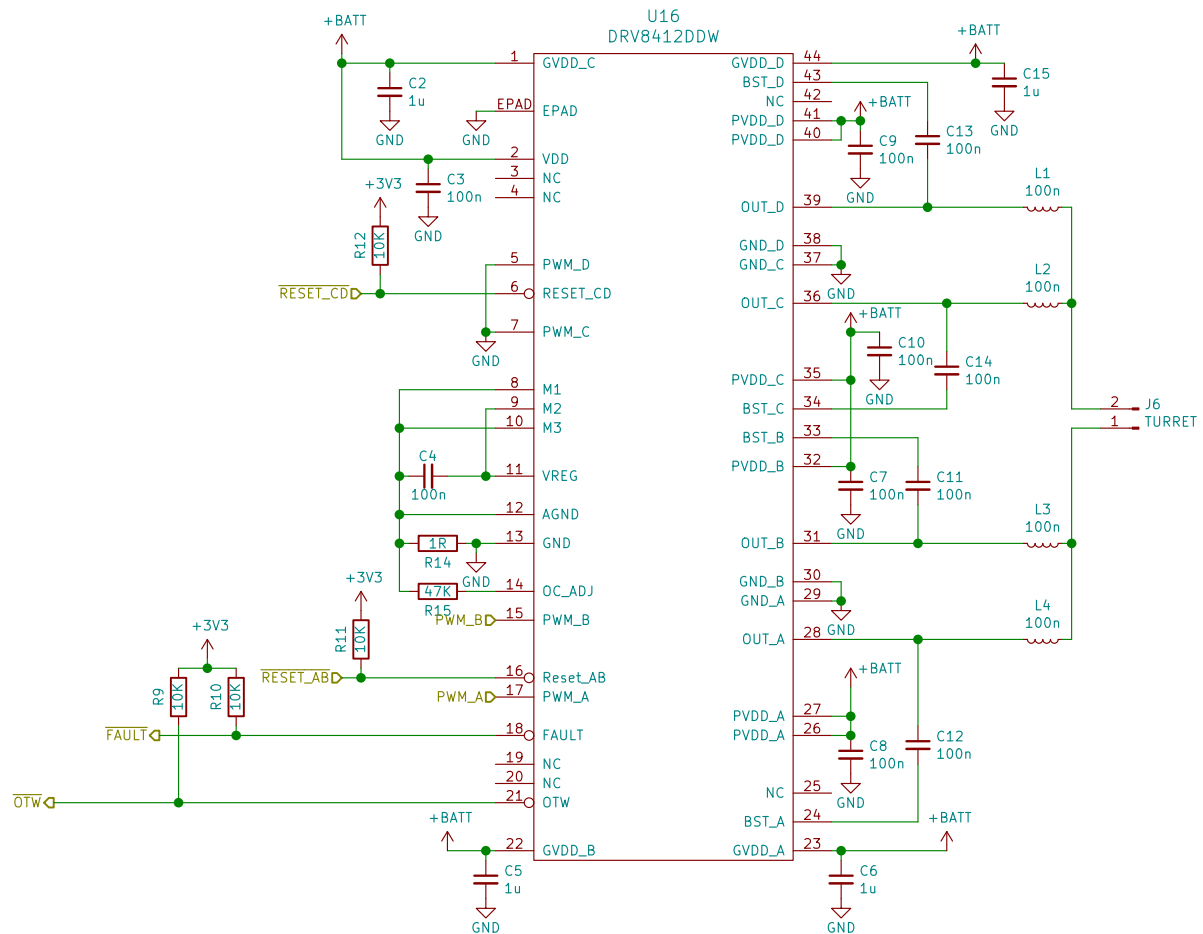 U16
DRV8412DDW
+BATT
C2
1u
GND
EPAD
GND
+3V3
R12
10K
C3
100n
GND
RESET_CD
GND
C4
100n
1R
R14
GND
47K
R15
+3V3
R11
10K
PWM_B
RESET_AB
PWM_A
+3V3
R9
10K
R10
10K
FAULT
OTW
+BATT
C5
1u
GND
1 GVDD_C
EPAD
2 VDD
3 NC
4 NC
5 PWM_D
6 RESET_CD
7 PWM_C
8 M1
9 M2
10 M3
11 VREG
12 AGND
13 GND
14 OC_ADJ
15 PWM_B
16 Reset_AB
17 PWM_A
18 FAULT
19 NC
20 NC
21 OTW
22 GVDD_B
GVDD_D 44
BST_D 43
NC 42
PVDD_D 41
PVDD_D 40
OUT_D 39
GND_D 38
GND_C 37
OUT_C 36
PVDD_C 35
BST_C 34
BST_B 33
PVDD_B 32
OUT_B 31
GND_B 30
GND_A 29
OUT_A 28
PVDD_A 27
PVDD_A 26
NC 25
BST_A 24
GVDD_A 23
+BATT
C15
1u
GND
+BATT
C9
100n
GND
C13
100n
L1
100n
GND
L2
100n
+BATT
C10
100n
GND
C14
100n
2
1
J6
TURRET
C7
100n
GND
C11
100n
L3
100n
GND
L4
100n
+BATT
C8
100n
GND
C12
100n
+BATT
C6
1u
GND